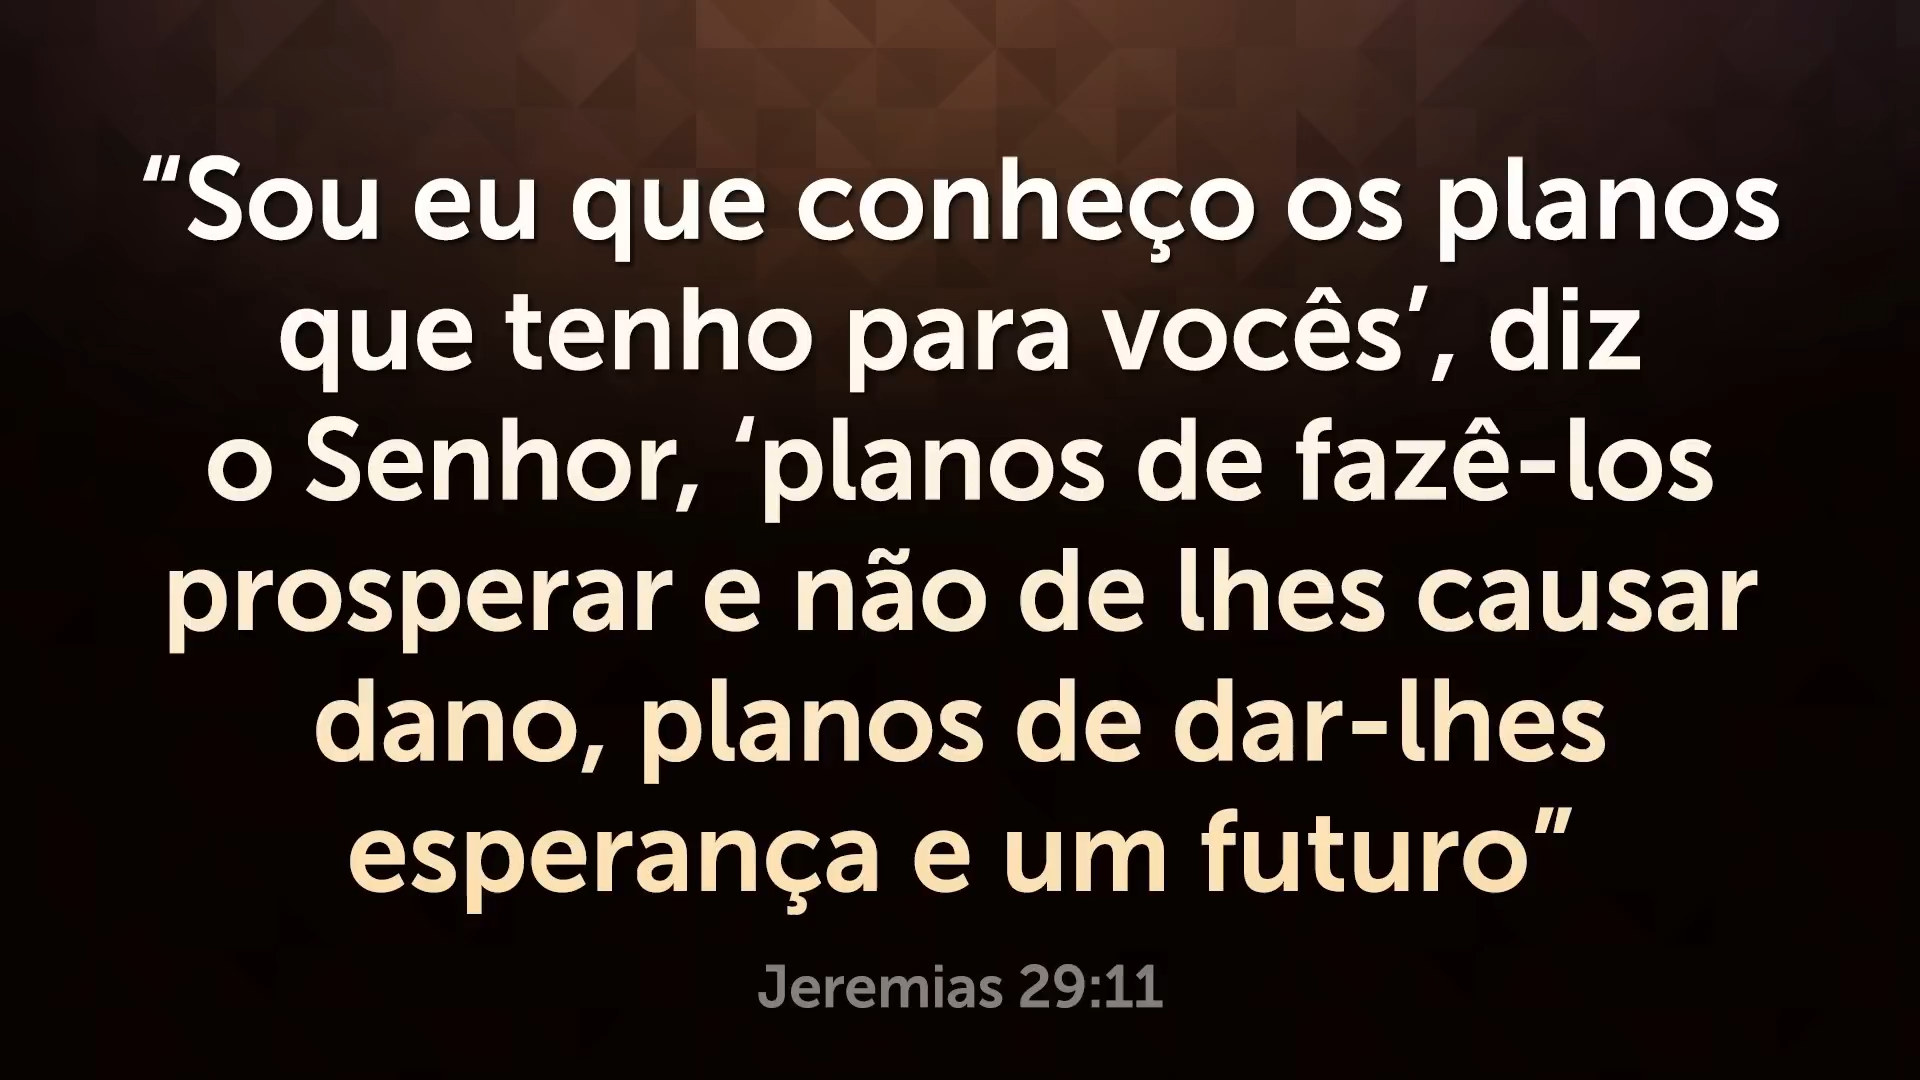 “Sou eu que conheço os planos
que tenho para vocês’, diz
o Senhor, ‘planos de fazê-los
prosperar e não de lhes causar
dano, planos de dar-lhes
esperança e um futuro”
Jeremias 29:11